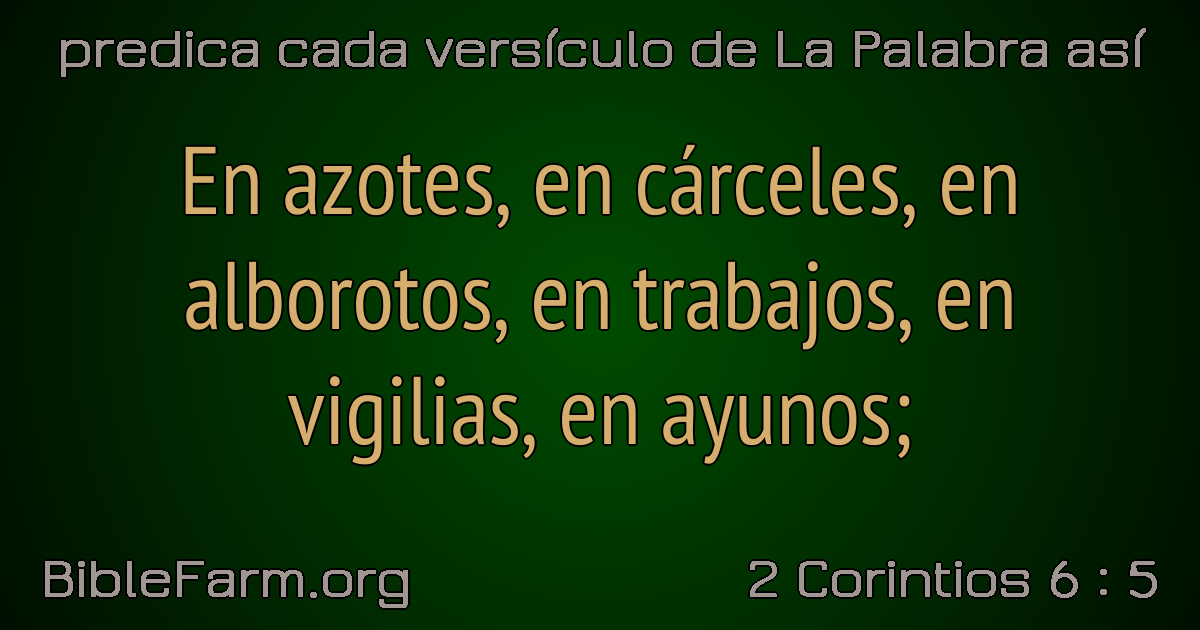 predica cada versículo de La Palabra así
En azotes, en cárceles, en
alborotos, en trabajos, en
vigilias, en ayunos;
BibleFarm.org
2 Corintios 6 : 5